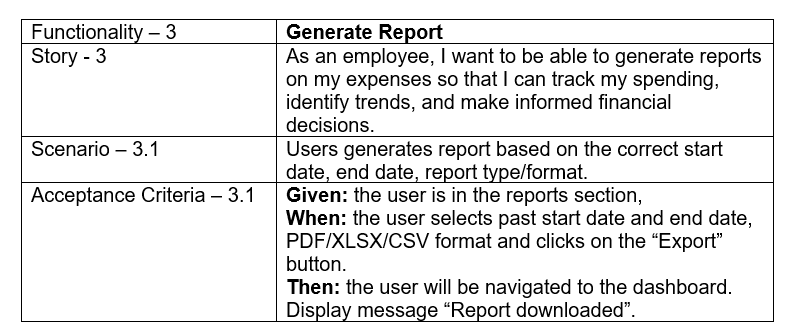 Functionality – 3
Generate Report
Story - 3
As an employee, I want to be able to generate reports
on my expenses so that I can track my spending,
identify trends, and make informed financial
decisions.
Scenario – 3.1
Users generates report based on the correct start
date, end date, report type/format.
Acceptance Criteria – 3.1
Given: the user is in the reports section,
When: the user selects past start date and end date,
PDF/XLSX/CSV format and clicks on the “Export”
button.
Then: the user will be navigated to the dashboard.
Display message “Report downloaded”.